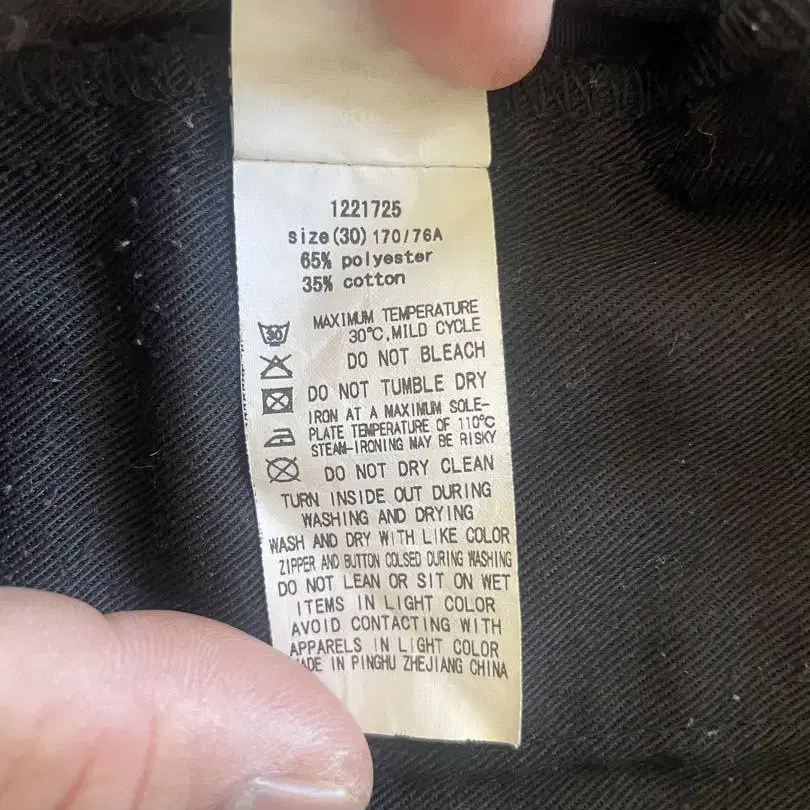 1221725
size(30) 170/76A
65% polyester
35% cotton
MAXIMUM TEMPERATURE
30 30℃,MILD CYCLE
DO NOT BLEACH
DO NOT TUMBLE DRY
IRON AT A MAXIMUM SOLE-
PLATE TEMPERATURE OF 110℃
STEAM-IRONING MAY BE RISKY
DO NOT DRY CLEAN
TURN INSIDE OUT DURING
WASHING AND DRYING
WASH AND DRY WITH LIKE COLOR
ZIPPER AND BUTTON COLSED DURING WASHING
DO NOT LEAN OR SIT ON WET
ITEMS IN LIGHT COLOR
AVOID CONTACTING WITH
APPARELS IN LIGHT COLOR
MADE IN PINGHU ZHEJIANG CHINA